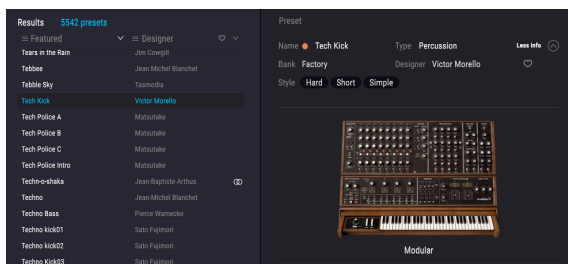 Results 5542 presets
Featured Designer
Tears in the Rain Jim Cowgill
Tebbee Jean Michel Blanchet
Tebble Sky Tasmodia
Tech Kick Victor Morello
Tech Police A Matsutake
Tech Police B Matsutake
Tech Police C Matsutake
Tech Police Intro Matsutake
Techn-o-shaka Jean-Baptiste Arthus
Techno Jean-Michel Blanchet
Techno Bass Pierce Warnecke
Techno kick01 Sato Fujimori
Techno kick02 Sato Fujimori
Techno Kick03 Sato Fujimori
Preset
Name Tech Kick Type Percussion Less info
Bank Factory Designer Victor Morello
Style Hard Short Simple
Modular